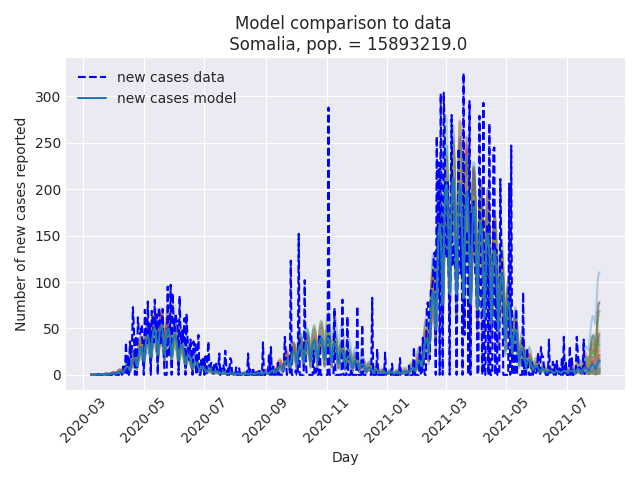 Model comparison to data
Somalia, pop. = 15893219.0
new cases data
new cases model
Number of new cases reported
300
250
200
150
100
50
0
2020-03
2020-05
2020-07
2020-09
2020-11
2021-01
2021-03
2021-05
2021-07
Day